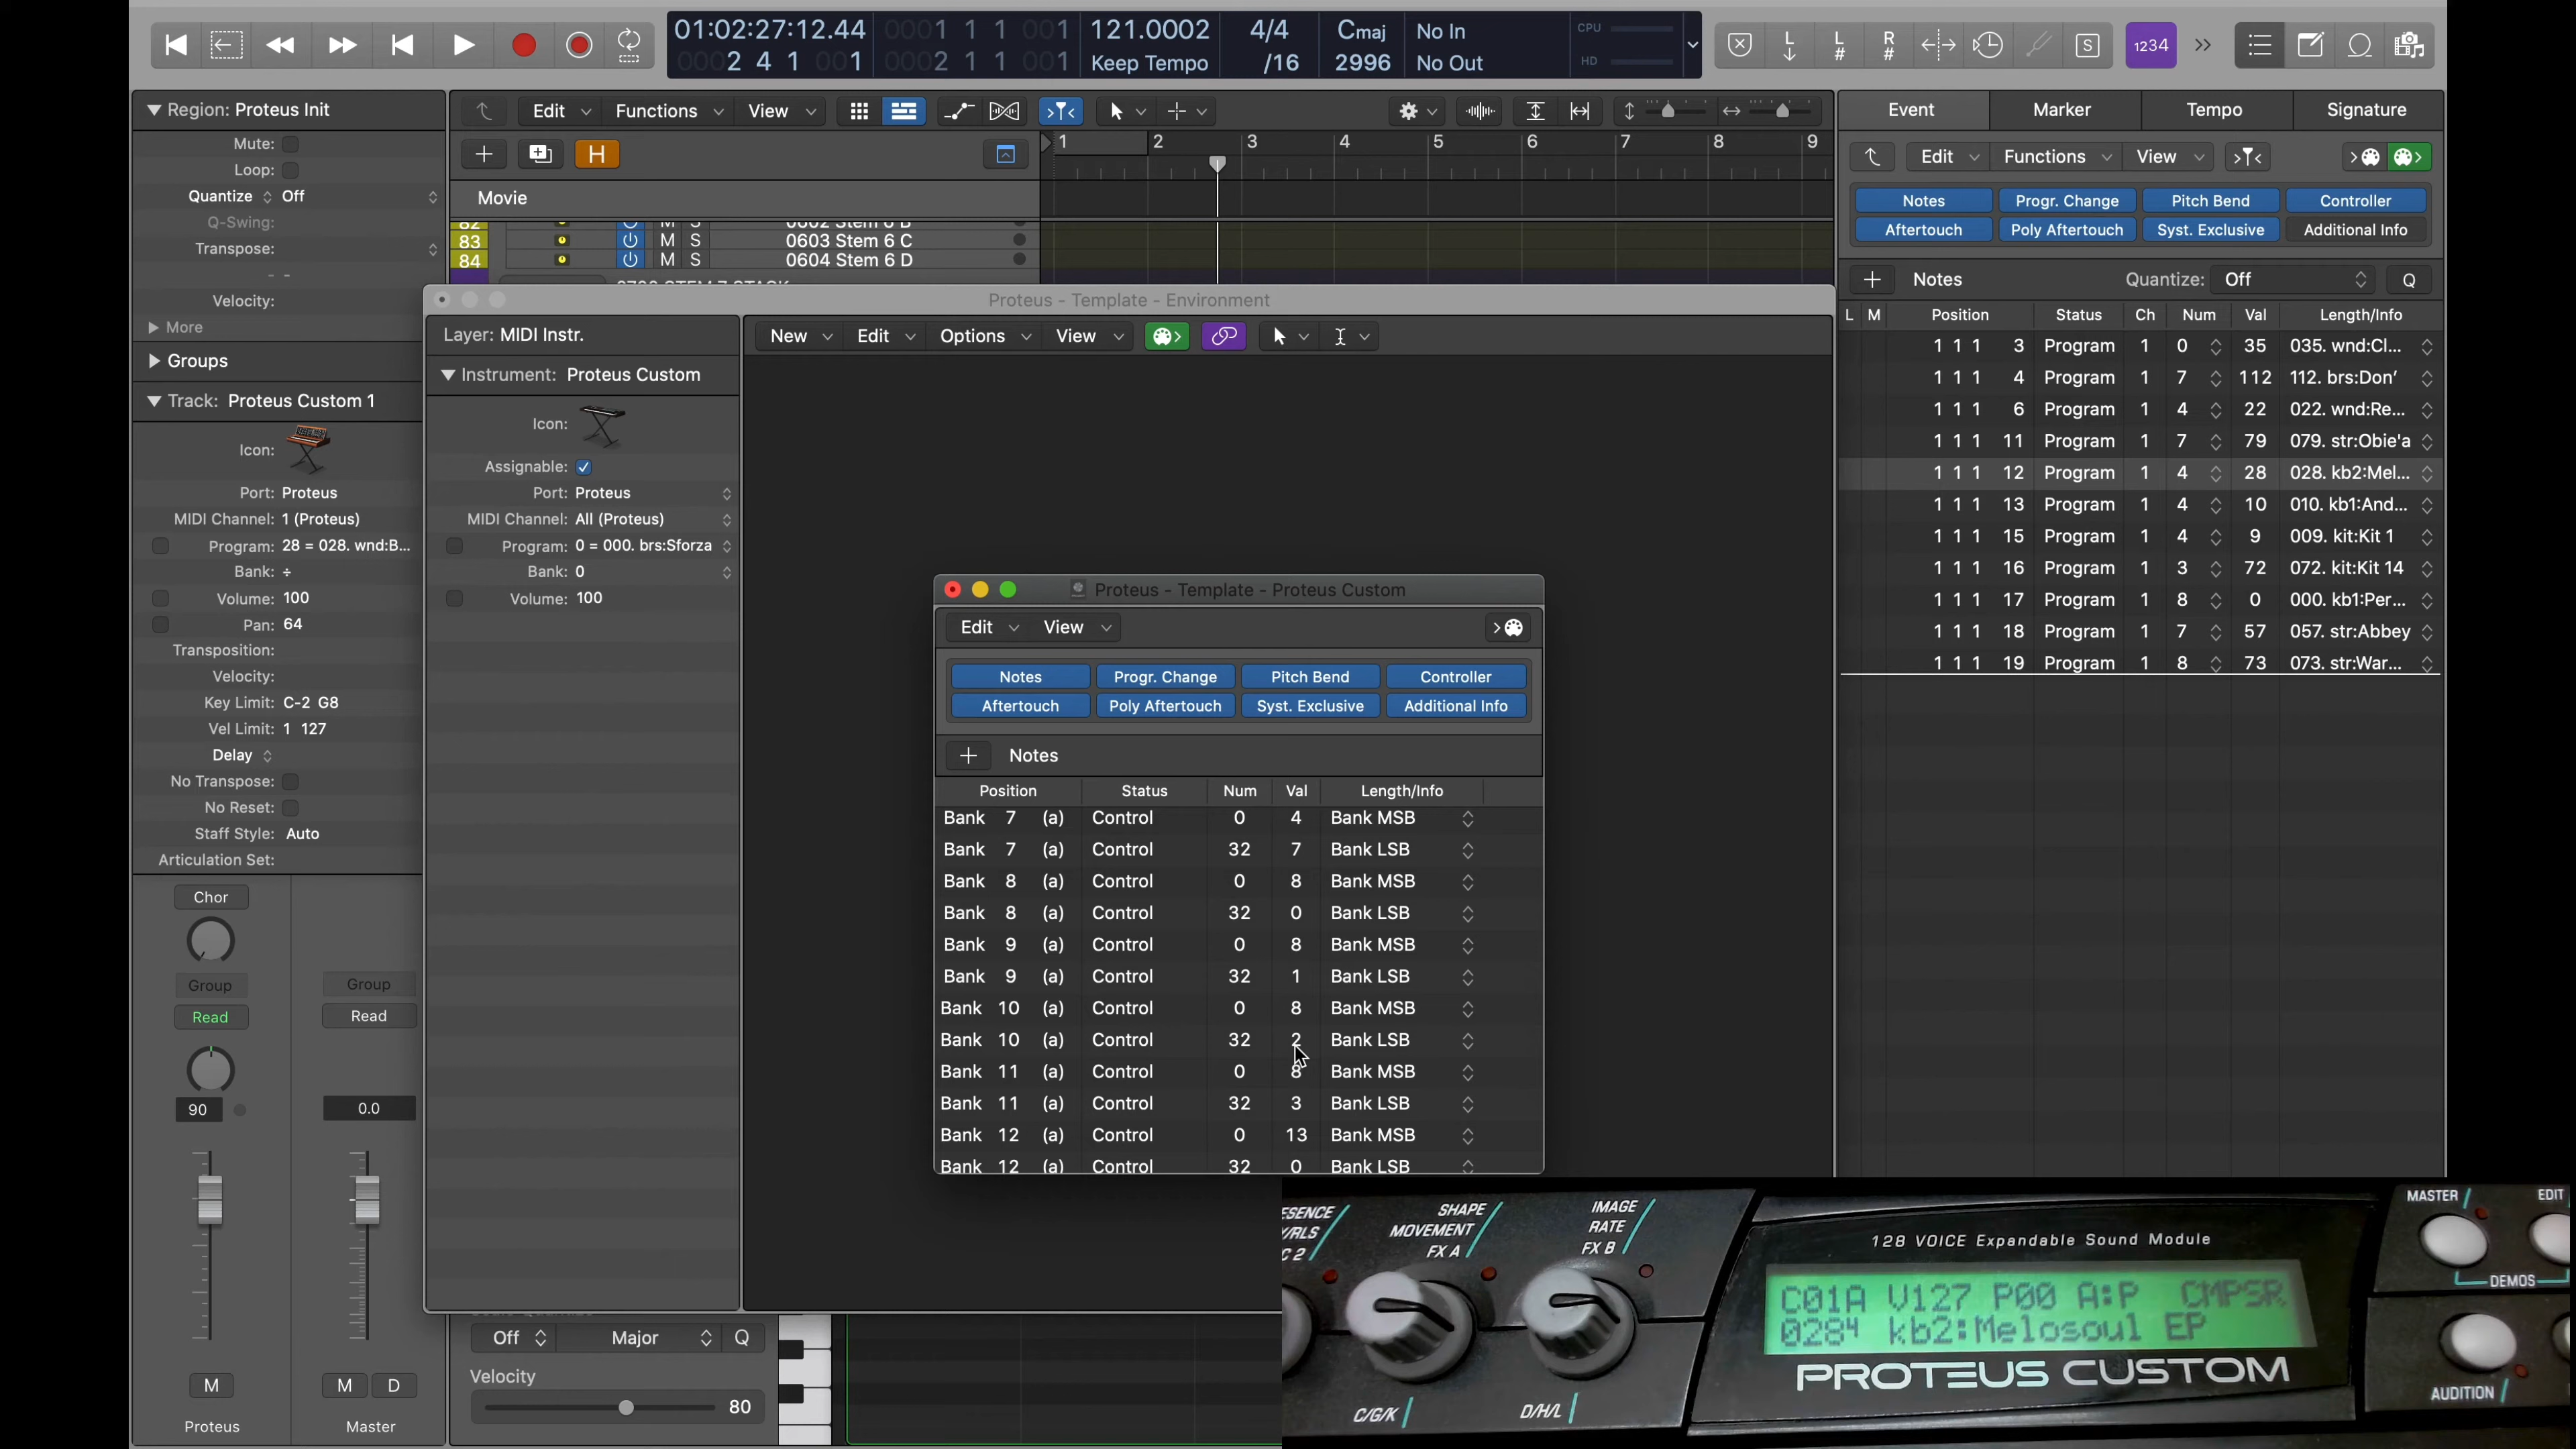 01:02:27:12.44
0001 1 1 001
121.0002
4/4
Cmaj
No In
CPU
0002 4 1 001
0002 1 1 001
Keep Tempo
/16
2996
No Out
HD
L
L
#
R
#
S
1234
Region: Proteus Init
Mute:
Loop:
Quantize Off
Q-Swing:
Transpose:
- -
Velocity:
More
Groups
Track: Proteus Custom 1
Icon:
Port: Proteus
MIDI Channel: 1 (Proteus)
Program: 28 = 028. wnd:B...
Bank: ÷
Volume: 100
Pan: 64
Transposition:
Velocity:
Key Limit: C-2 G8
Vel Limit: 1 127
Delay
No Transpose:
No Reset:
Staff Style: Auto
Articulation Set:
Chor
Group
Group
Read
Read
90
0.0
M
M D
Proteus
Master
Edit Functions View
H
1 2 3 4 5 6 7 8 9
Movie
82 M S 0602 Stem 6 B
83 M S 0603 Stem 6 C
84 M S 0604 Stem 6 D
0700 STEM 7 STACK
Proteus - Template - Environment
Layer: MIDI Instr.
New Edit Options View
Instrument: Proteus Custom
Icon:
Assignable:
Port: Proteus
MIDI Channel: All (Proteus)
Program: 0 = 000. brs:Sforza
Bank: 0
Volume: 100
Proteus - Template - Proteus Custom
Edit View
Notes Progr. Change Pitch Bend Controller
Aftertouch Poly Aftertouch Syst. Exclusive Additional Info
Notes
Position Status Num Val Length/Info
Bank 7 (a) Control 0 4 Bank MSB
Bank 7 (a) Control 32 7 Bank LSB
Bank 8 (a) Control 0 8 Bank MSB
Bank 8 (a) Control 32 0 Bank LSB
Bank 9 (a) Control 0 8 Bank MSB
Bank 9 (a) Control 32 1 Bank LSB
Bank 10 (a) Control 0 8 Bank MSB
Bank 10 (a) Control 32 2 Bank LSB
Bank 11 (a) Control 0 8 Bank MSB
Bank 11 (a) Control 32 3 Bank LSB
Bank 12 (a) Control 0 13 Bank MSB
Bank 12 (a) Control 32 0 Bank LSB
Off Major Q
Velocity
80
Event Marker Tempo Signature
Edit Functions View
Notes Progr. Change Pitch Bend Controller
Aftertouch Poly Aftertouch Syst. Exclusive Additional Info
Notes Quantize: Off Q
L M Position Status Ch Num Val Length/Info
1 1 1 3 Program 1 0 35 035. wnd:Cl...
1 1 1 4 Program 1 7 112 112. brs:Don'
1 1 1 6 Program 1 4 22 022. wnd:Re...
1 1 1 11 Program 1 7 79 079. str:Obie'a
1 1 1 12 Program 1 4 28 028. kb2:Mel...
1 1 1 13 Program 1 4 10 010. kb1:And...
1 1 1 15 Program 1 4 9 009. kit:Kit 1
1 1 1 16 Program 1 3 72 072. kit:Kit 14
1 1 1 17 Program 1 8 0 000. kb1:Per...
1 1 1 18 Program 1 7 57 057. str:Abbey
1 1 1 19 Program 1 8 73 073. str:War...
SHAPE
MOVEMENT
FX A
IMAGE
RATE
FX B
C/G/K
D/H/L
128 VOICE Expandable Sound Module
C01A V127 P00 A:P CMPSR
0284 kb2:Melosoul EP
PROTEUS CUSTOM
MASTER
EDIT
DEMOS
AUDITION